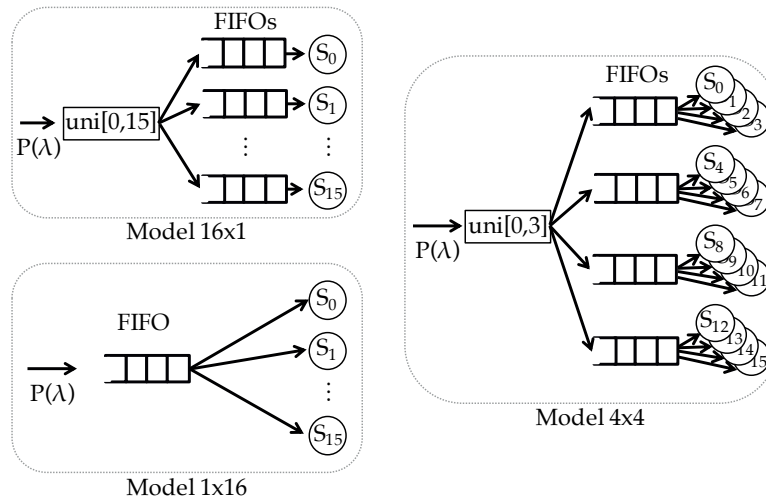 FIFOs
S₀
S₁
⋮ ⋮
S₁₅
uni[0,15]
P(λ)
Model 16x1
FIFO
S₀
S₁
⋮
S₁₅
P(λ)
Model 1x16
FIFOs
S₀
1
2
3
S₄
5
6
7
S₈
9
10
11
S₁₂
13
14
15
uni[0,3]
P(λ)
Model 4x4